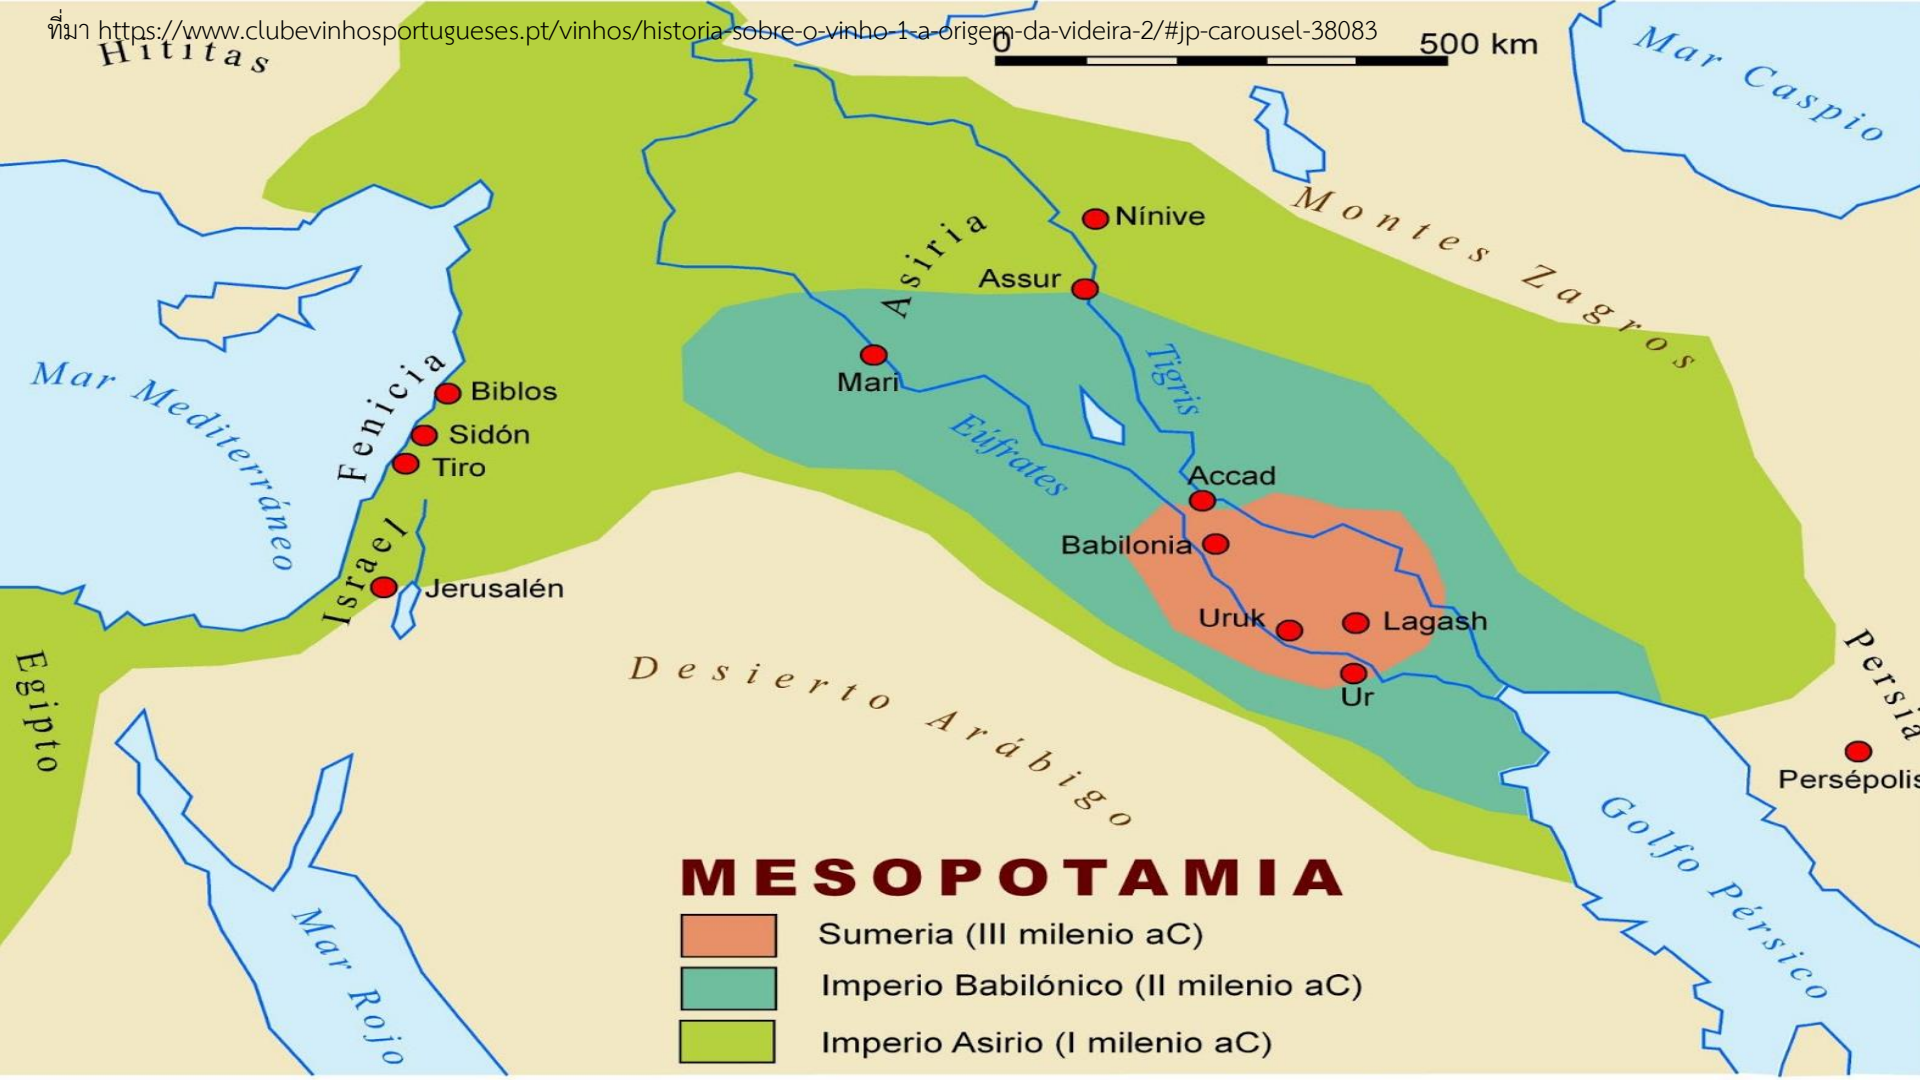 ที่มา https://www.clubevinhosportugueses.pt/vinhos/historia-sobre-o-vinho-1-a-origem-da-videira-2/#jp-carousel-38083
Hititas
0 500 km
Mar Caspio
Montes Zagros
Nínive
Asiria
Assur
Mar Mediterráneo
Fenicia
Biblos
Sidón
Tiro
Mari
Tigris
Eúfrates
Accad
Babilonia
Israel
Jerusalén
Uruk
Lagash
Ur
Egipto
Desierto Arábigo
Persia
Persépolis
Golfo Pérsico
Mar Rojo
MESOPOTAMIA
Sumeria (III milenio aC)
Imperio Babilónico (II milenio aC)
Imperio Asirio (I milenio aC)